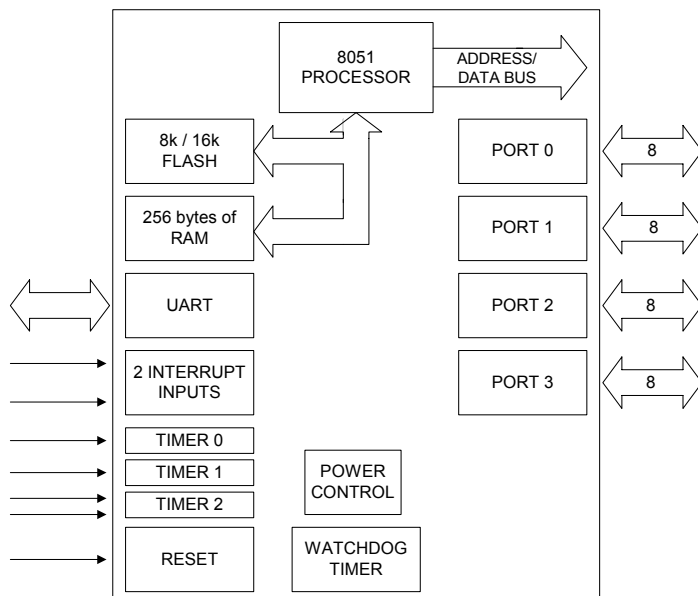 8051
PROCESSOR
ADDRESS/
DATA BUS
8k / 16k
FLASH
PORT 0
8
256 bytes of
RAM
PORT 1
8
UART
PORT 2
8
2 INTERRUPT
INPUTS
PORT 3
8
TIMER 0
TIMER 1
TIMER 2
POWER
CONTROL
RESET
WATCHDOG
TIMER